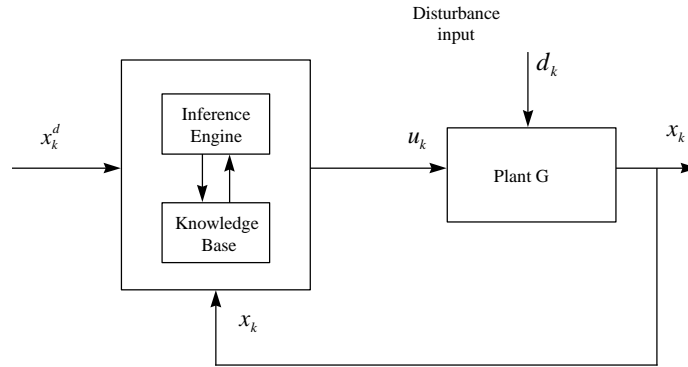 Disturbance
input
d_k
Inference
Engine
x_k^d
u_k
x_k
Plant G
Knowledge
Base
x_k